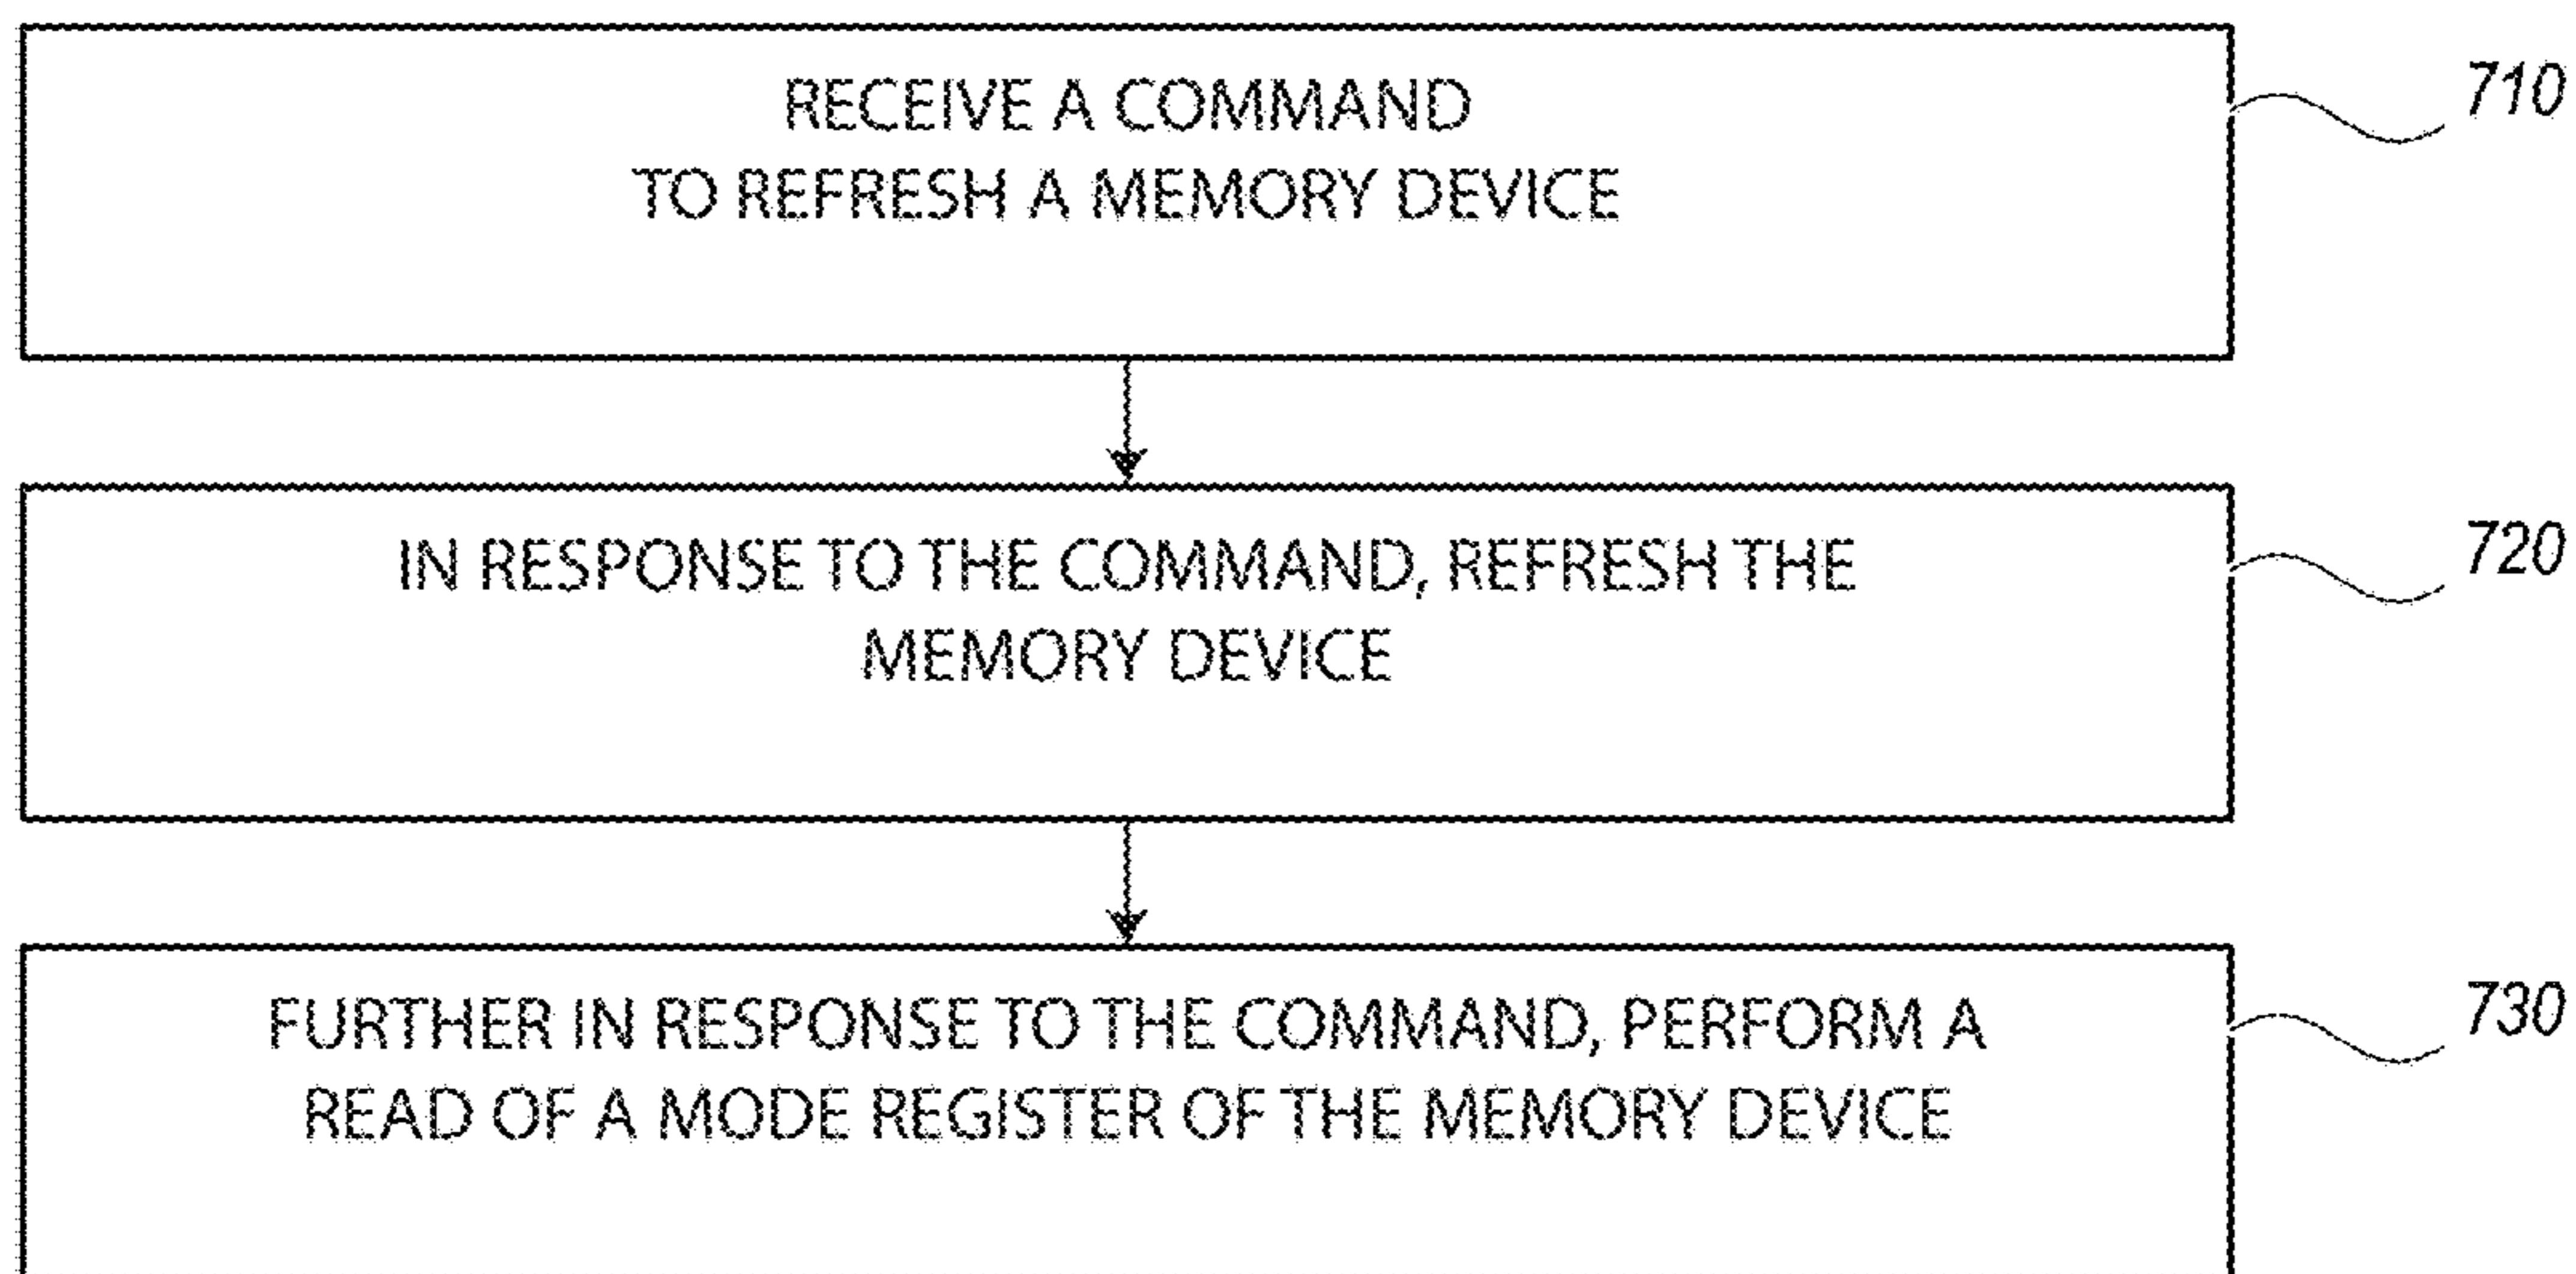 RECEIVE A COMMAND
TO REFRESH A MEMORY DEVICE
710
IN RESPONSE TO THE COMMAND, REFRESH THE
MEMORY DEVICE
720
FURTHER IN RESPONSE TO THE COMMAND, PERFORM A
READ OF A MODE REGISTER OF THE MEMORY DEVICE
730